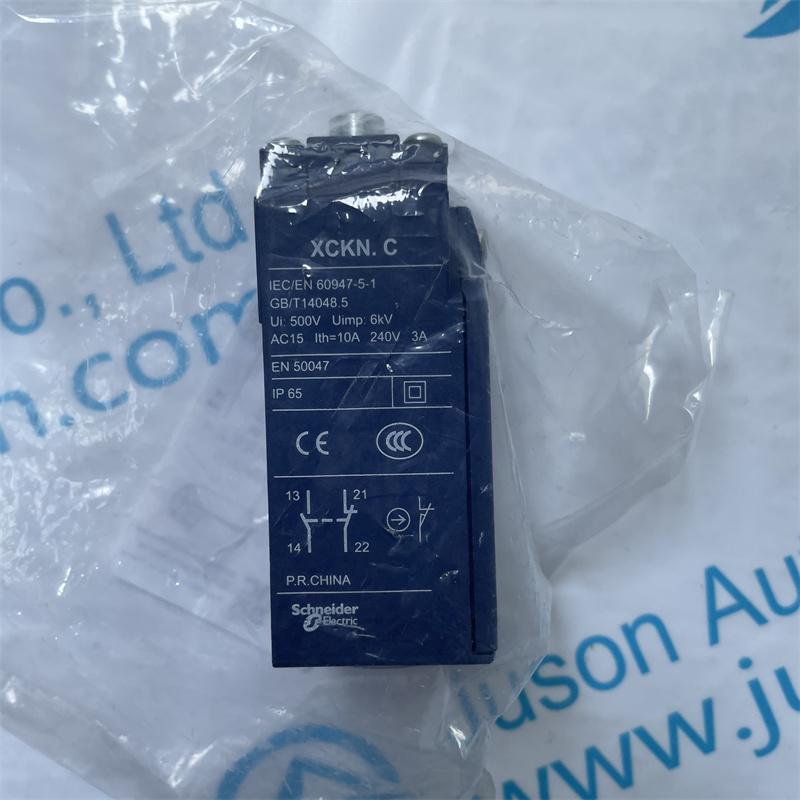 XCKN. C
IEC/EN 60947-5-1
GB/T14048.5
Ui: 500V Uimp: 6kV
AC15 Ith=10A 240V 3A
EN 50047
IP 65
CE CCC
13 21
14 22
P.R.CHINA
Schneider
Electric
o., Ltd
n.com
Juson Au
www.ju